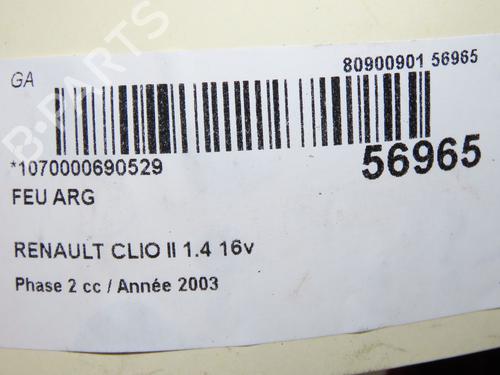 GA
80900901 56965
*1070000690529
56965
FEU ARG
RENAULT CLIO II 1.4 16v
Phase 2 cc / Année 2003
B-PARTS